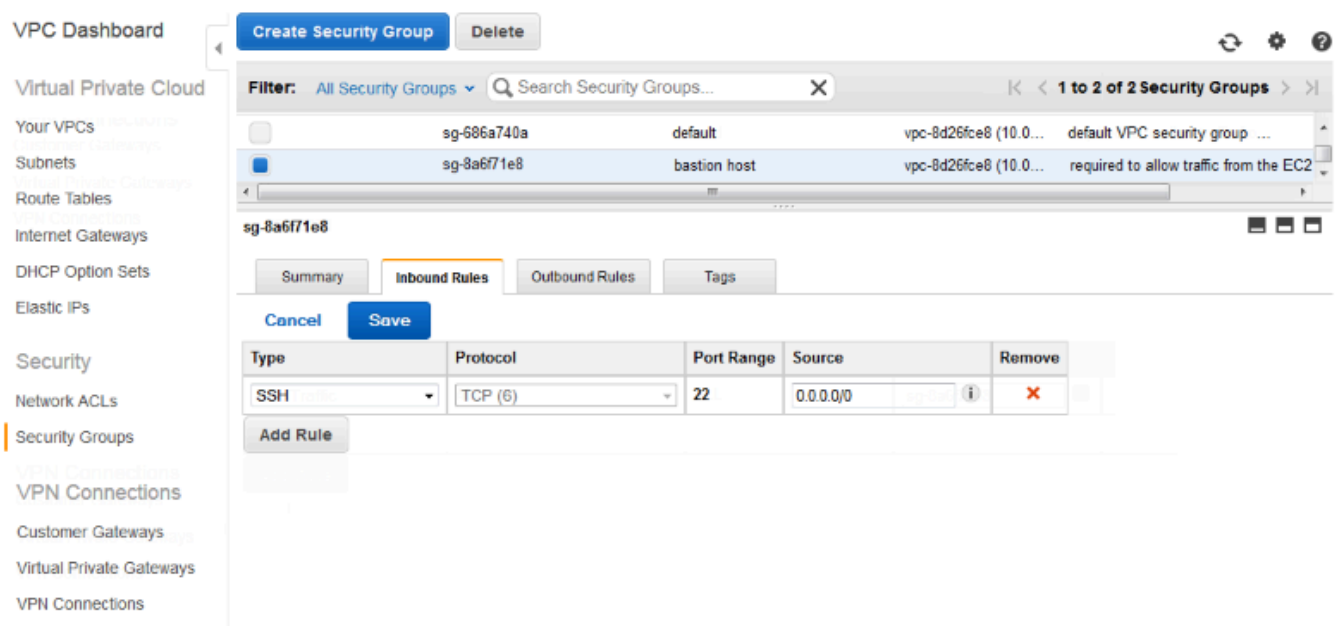 VPC Dashboard
Create Security Group
Delete
Virtual Private Cloud
Filter: All Security Groups Search Security Groups... 1 to 2 of 2 Security Groups
Your VPCs
Subnets
Route Tables
Internet Gateways
DHCP Option Sets
Elastic IPs
Security
Network ACLs
Security Groups
VPN Connections
Customer Gateways
Virtual Private Gateways
VPN Connections
sg-686a740a default vpc-8d26fce8 (10.0... default VPC security group ...
sg-8a6f71e8 bastion host vpc-8d26fce8 (10.0... required to allow traffic from the EC2
sg-8a6f71e8
Summary Inbound Rules Outbound Rules Tags
Cancel Save
Type Protocol Port Range Source Remove
SSH TCP (6) 22 0.0.0.0/0
Add Rule